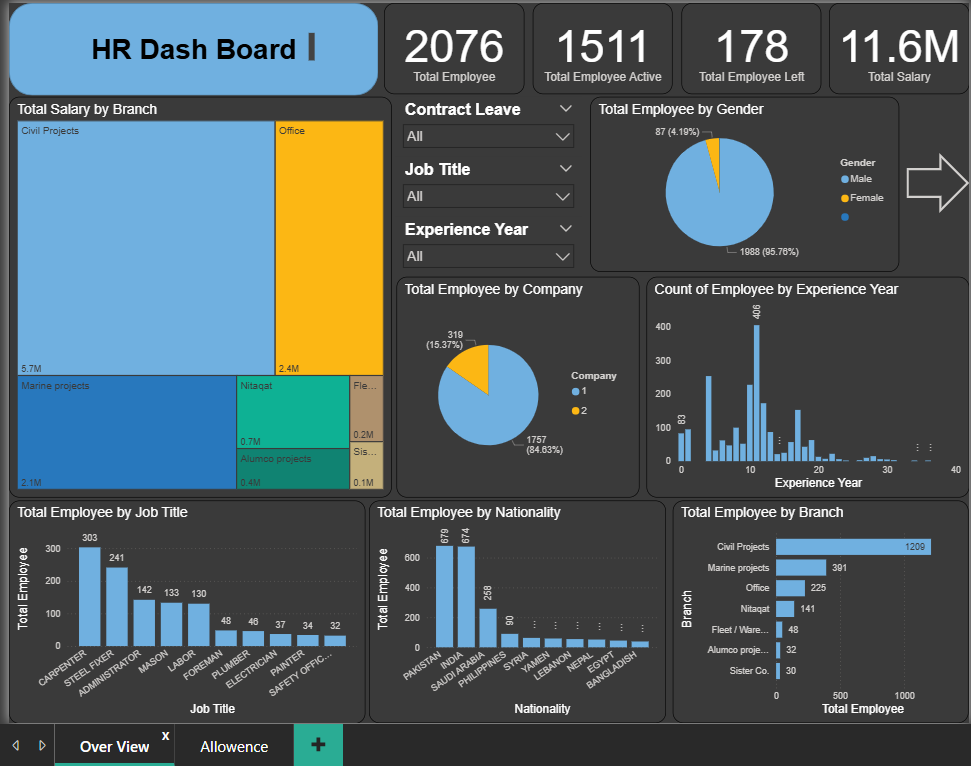 HR Dash Board
2076
Total Employee
1511
Total Employee Active
178
Total Employee Left
11.6M
Total Salary
Total Salary by Branch
Civil Projects
5.7M
Office
2.4M
Marine projects
2.1M
Nitaqat
0.7M
Alumco projects
0.4M
Fle...
0.2M
Sis...
0.1M
Contract Leave
All
Job Title
All
Experience Year
All
Total Employee by Gender
87 (4.19%)
1988 (95.76%)
Gender
Male
Female
Total Employee by Company
319
(15.37%)
1757
(84.63%)
Company
1
2
Count of Employee by Experience Year
400
300
200
100
0
83
406
0
10
20
30
40
Experience Year
Total Employee by Job Title
Total Employee
300
200
100
0
303
241
142
133
130
48
46
37
34
32
CARPENTER
STEEL FIXER
ADMINISTRATOR
MASON
LABOR
FOREMAN
PLUMBER
ELECTRICIAN
PAINTER
SAFETY OFFIC...
Job Title
Total Employee by Nationality
Total Employee
600
400
200
0
679
674
258
90
PAKISTAN
INDIA
SAUDI ARABIA
PHILIPPINES
SYRIA
YAMEN
LEBANON
NEPAL
EGYPT
BANGLADISH
Nationality
Total Employee by Branch
Branch
Civil Projects
1209
Marine projects
391
Office
225
Nitaqat
141
Fleet / Ware...
48
Alumco proje...
32
Sister Co.
30
0
500
1000
Total Employee
Over View
x
Allowence
+